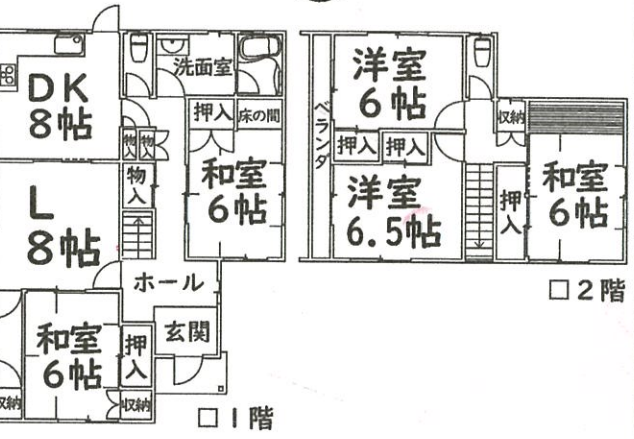 DK
8帖
洗面室
押入
床の間
物入
物入
物入
和室
6帖
L
8帖
ホール
玄関
和室
6帖
押入
収納
収納
□1階
ベランダ
洋室
6帖
押入
押入
収納
洋室
6.5帖
押入
和室
6帖
□2階